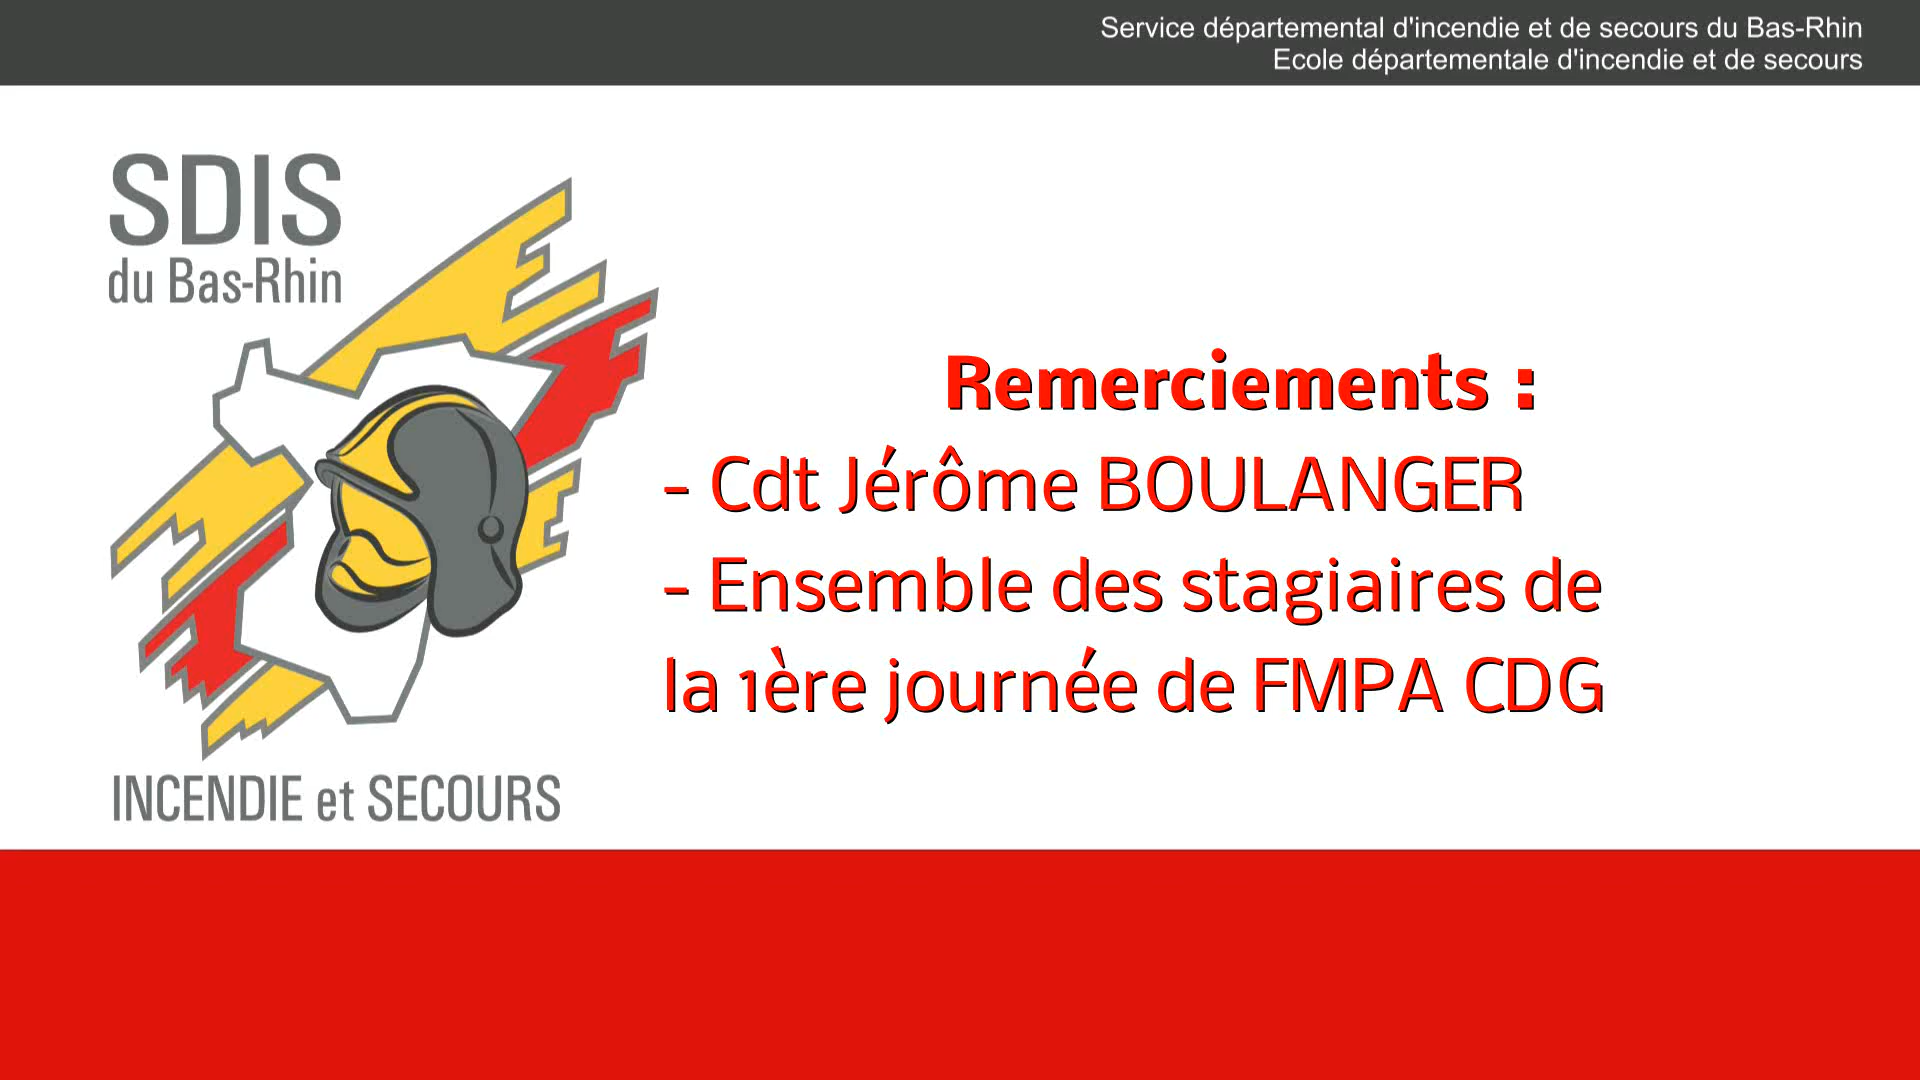 Service départemental d'incendie et de secours du Bas-Rhin
Ecole départementale d'incendie et de secours
SDIS
du Bas-Rhin
Remerciements :
- Cdt Jérôme BOULANGER
- Ensemble des stagiaires de
la 1ère journée de FMPA CDG
INCENDIE et SECOURS